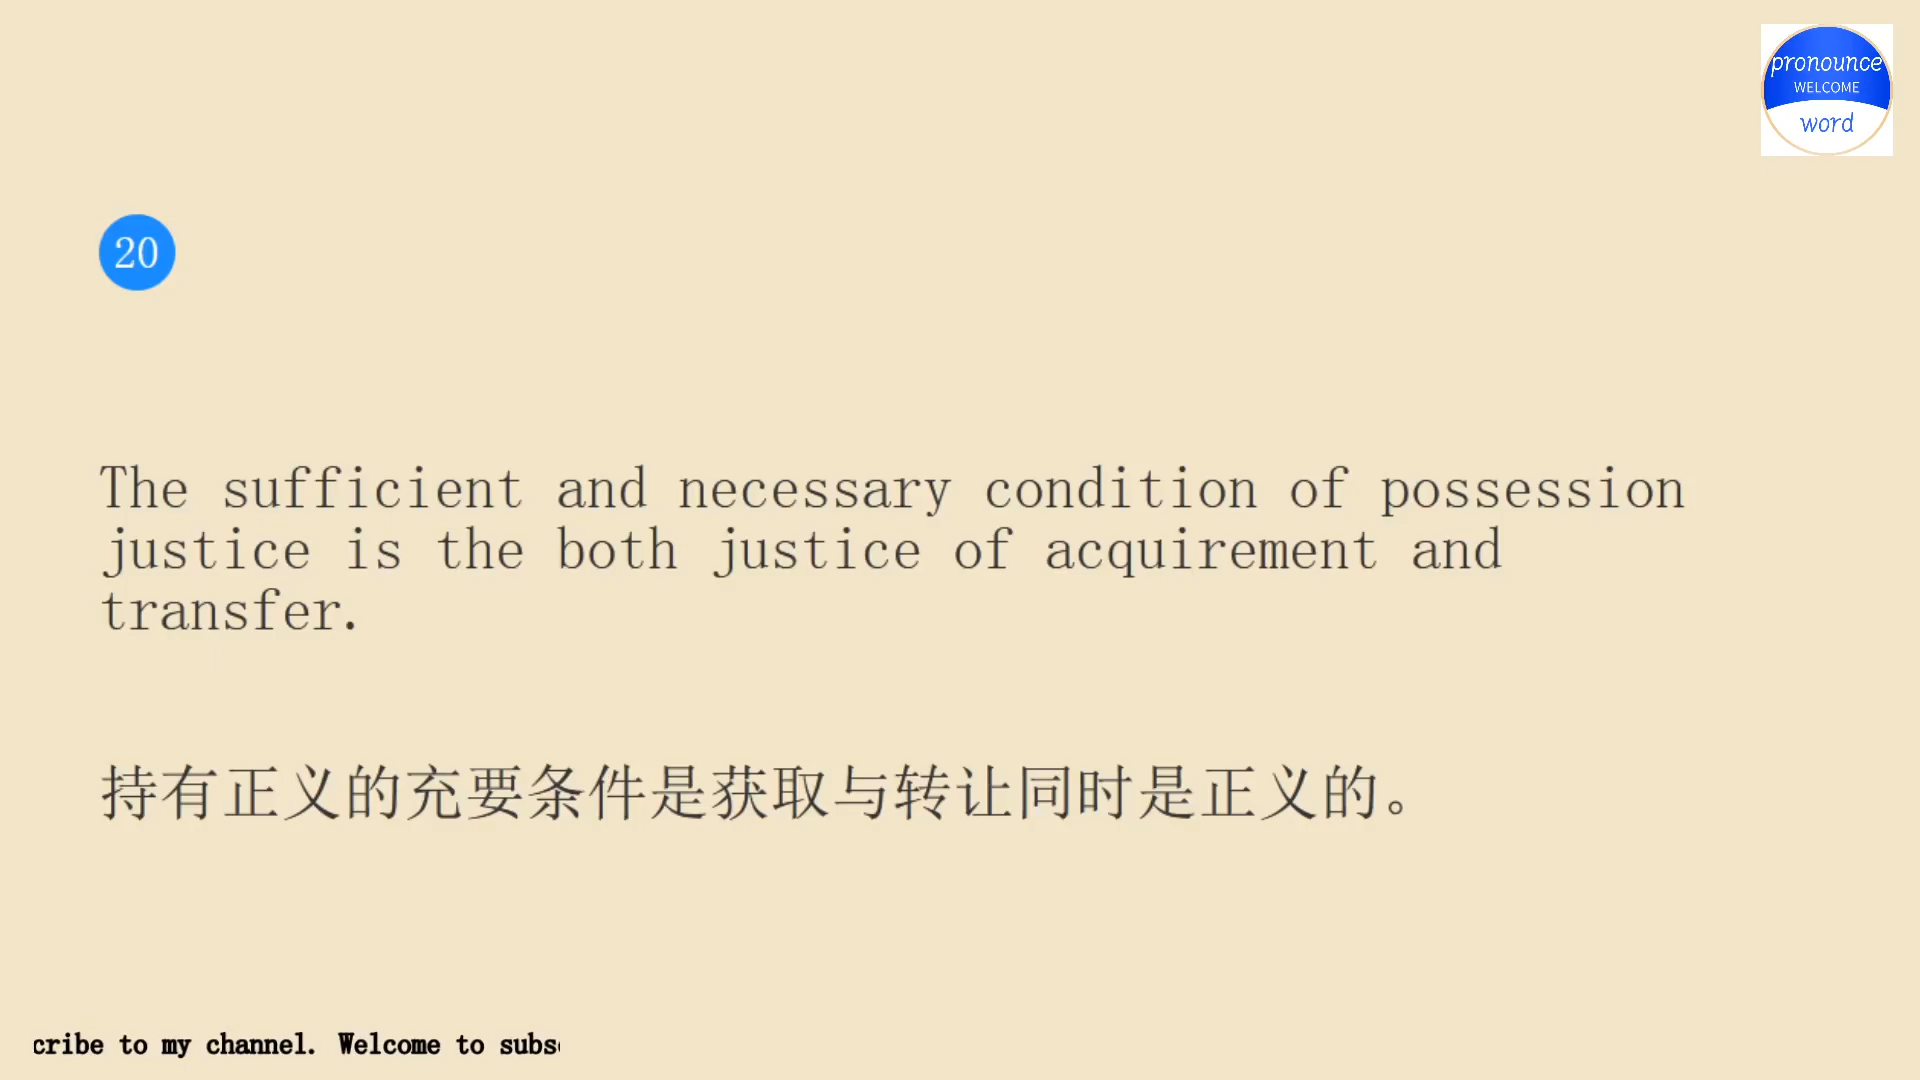 pronounce
WELCOME
word
20
The sufficient and necessary condition of possession
justice is the both justice of acquirement and
transfer.
持有正义的充要条件是获取与转让同时是正义的。
cribe to my channel. Welcome to subs